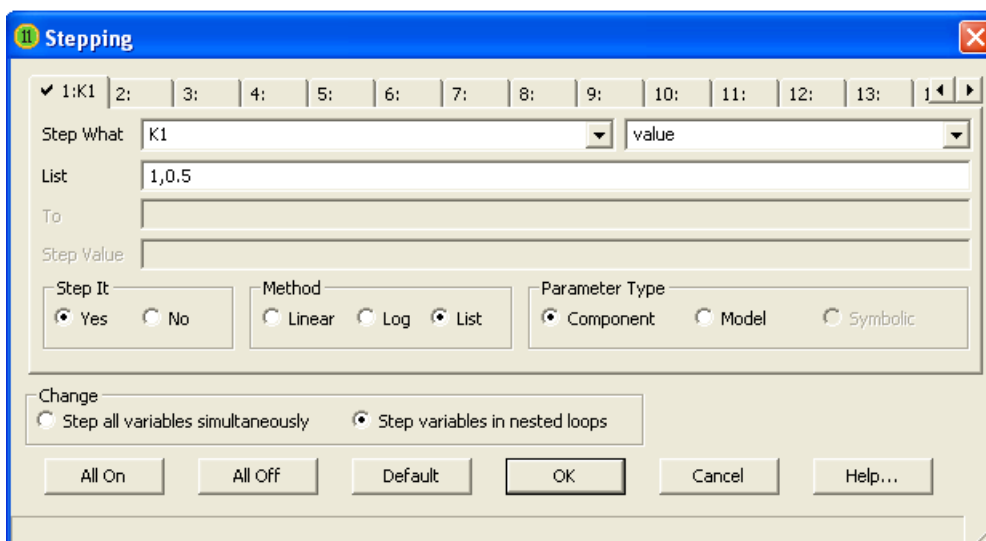 11 Stepping
1:K1 2: 3: 4: 5: 6: 7: 8: 9: 10: 11: 12: 13: 1
Step What K1 value
List 1,0.5
To
Step Value
Step It Method Parameter Type
Yes No Linear Log List Component Model Symbolic
Change
Step all variables simultaneously Step variables in nested loops
All On All Off Default OK Cancel Help...